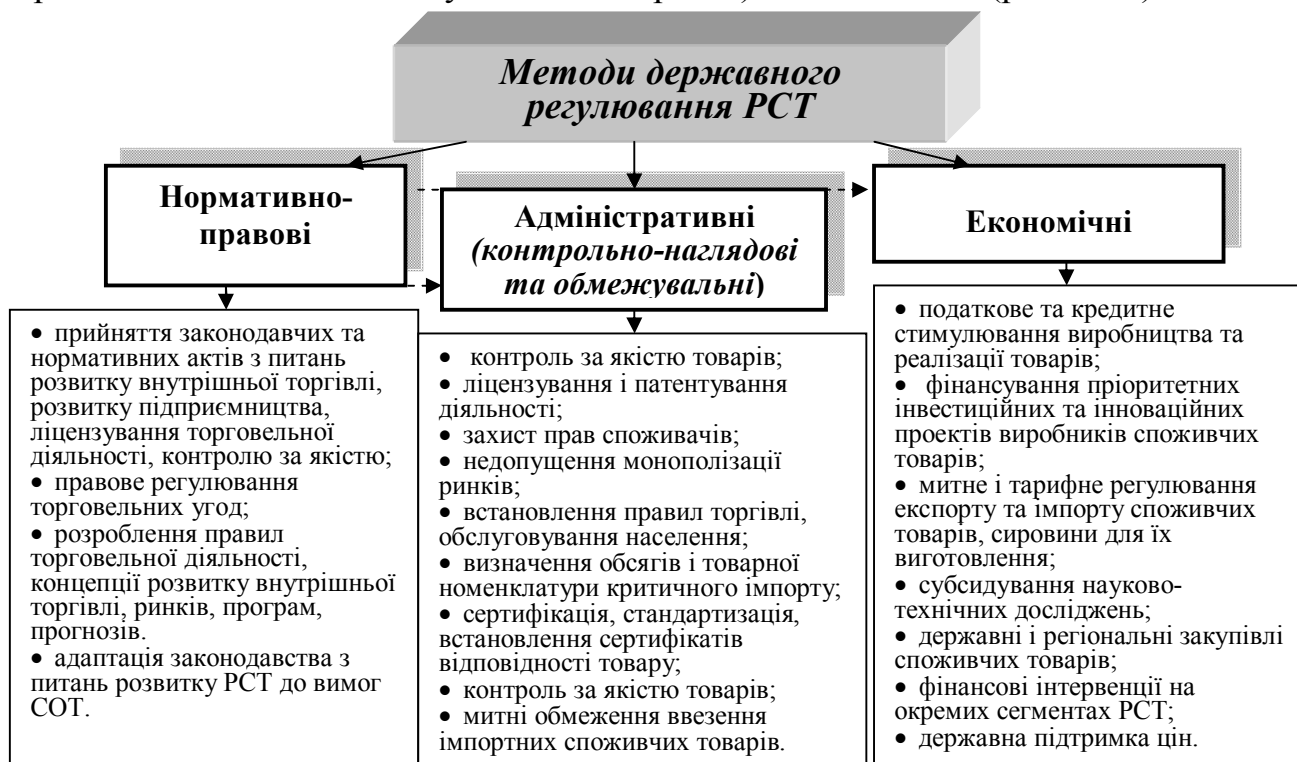 Методи державного
регулювання РСТ
Нормативно-
правові
Адміністративні
(контрольно-наглядові
та обмежувальні)
Економічні
• прийняття законодавчих та
нормативних актів з питань
розвитку внутрішньої торгівлі,
розвитку підприємництва,
ліцензування торговельної
діяльності, контролю за якістю;
• правове регулювання
торговельних угод;
• розроблення правил
торговельної діяльності,
концепції розвитку внутрішньої
торгівлі, ринків, програм,
прогнозів.
• адаптація законодавства з
питань розвитку РСТ до вимог
СОТ.
• контроль за якістю товарів;
• ліцензування і патентування
діяльності;
• захист прав споживачів;
• недопущення монополізації
ринків;
• встановлення правил торгівлі,
обслуговування населення;
• визначення обсягів і товарної
номенклатури критичного імпорту;
• сертифікація, стандартизація,
встановлення сертифікатів
відповідності товару;
• контроль за якістю товарів;
• митні обмеження ввезення
імпортних споживчих товарів.
• податкове та кредитне
стимулювання виробництва та
реалізації товарів;
• фінансування пріоритетних
інвестиційних та інноваційних
проектів виробників споживчих
товарів;
• митне і тарифне регулювання
експорту та імпорту споживчих
товарів, сировини для їх
виготовлення;
• субсидування науково-
технічних досліджень;
• державні і регіональні закупівлі
споживчих товарів;
• фінансові інтервенції на
окремих сегментах РСТ;
• державна підтримка цін.